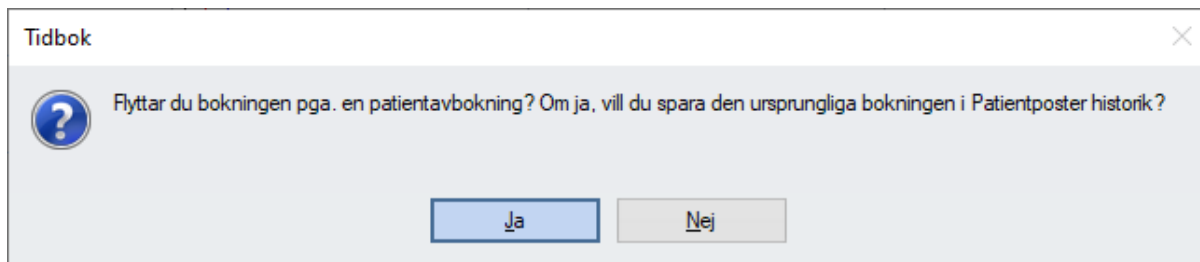 Tidbok
Flyttar du bokningen pga. en patientavbokning? Om ja, vill du spara den ursprungliga bokningen i Patientposter historik?
Ja
Nej